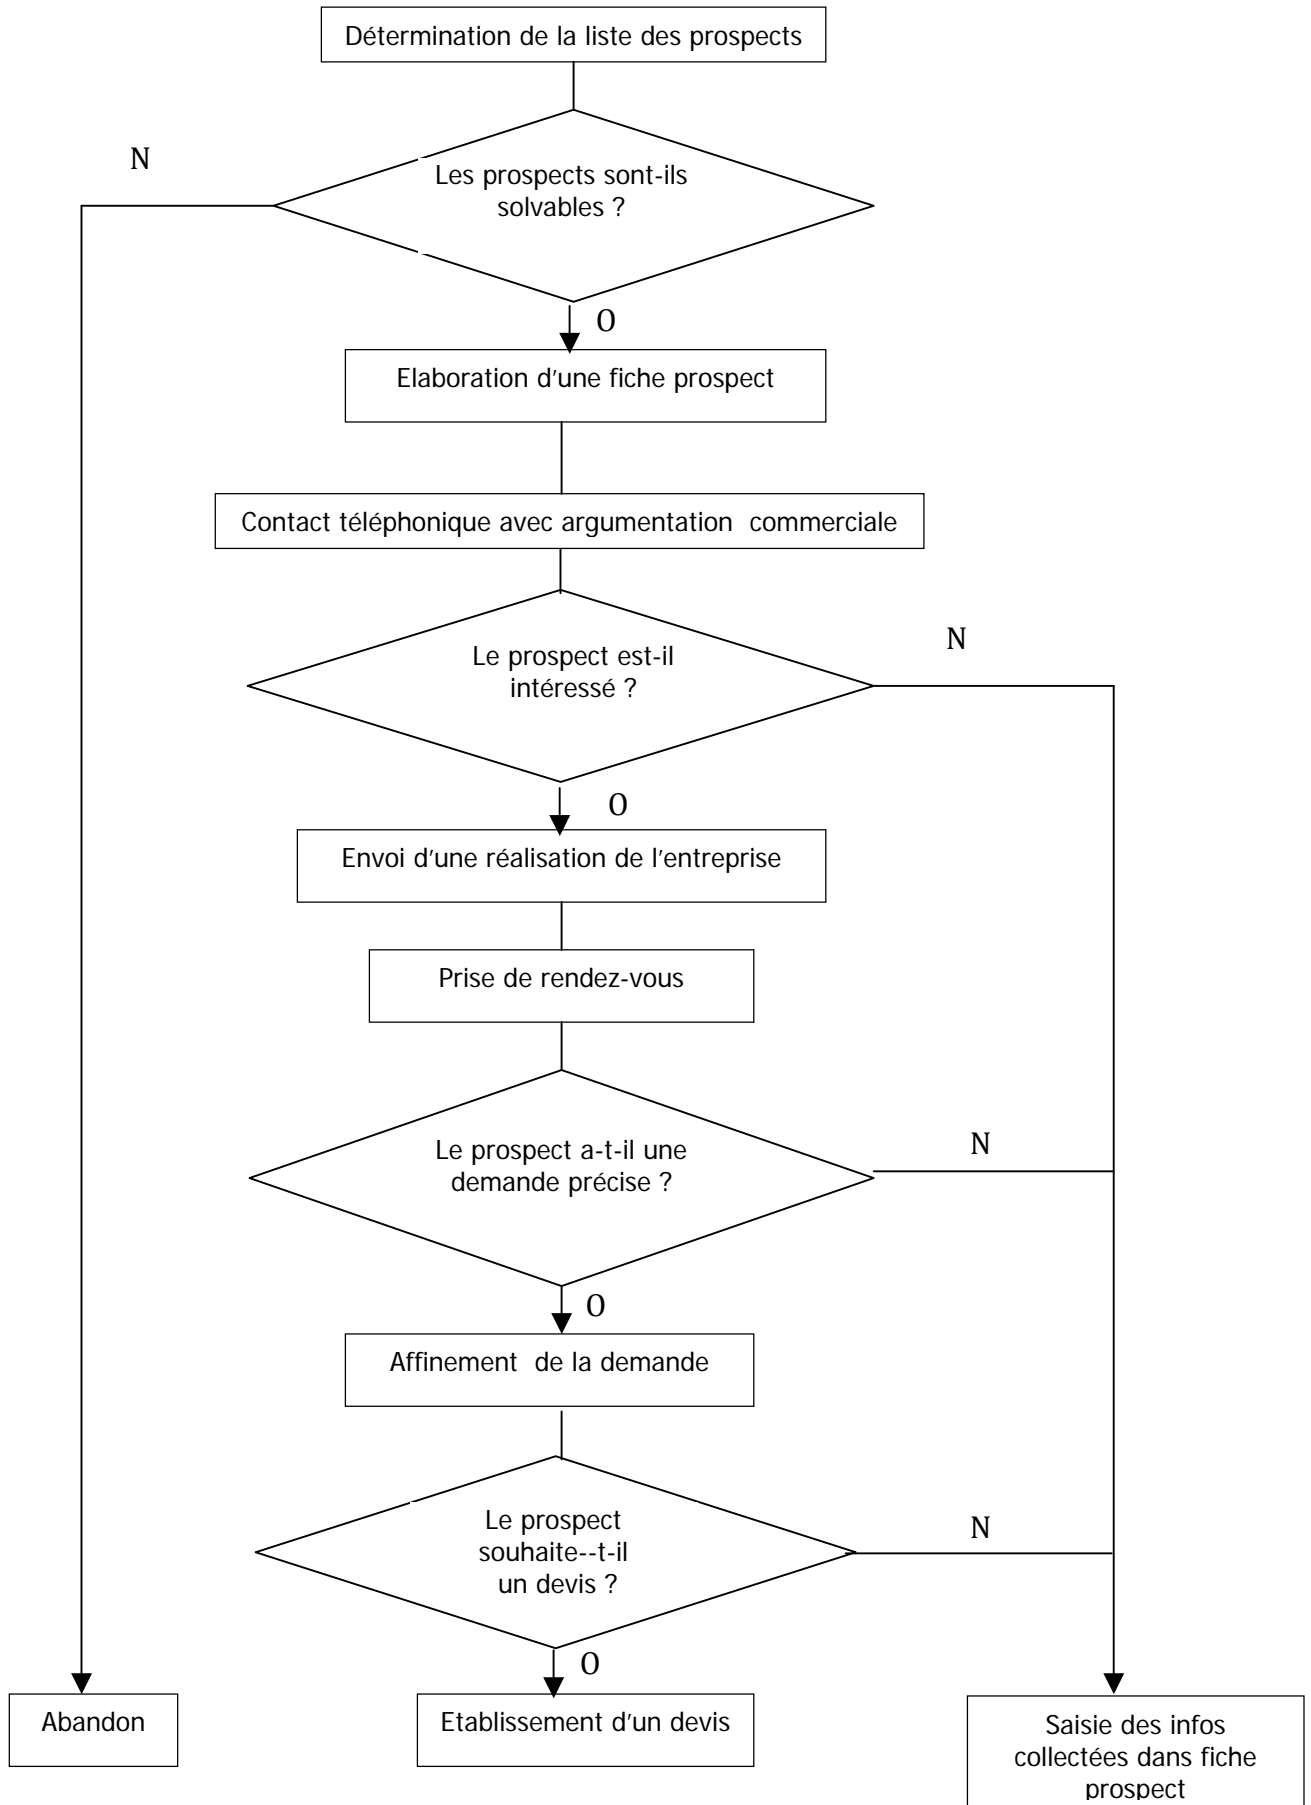 Détermination de la liste des prospects
N
Les prospects sont-ils
solvables ?
O
Elaboration d'une fiche prospect
Contact téléphonique avec argumentation  commerciale
Le prospect est-il
intéressé ?
N
O
Envoi d'une réalisation de l'entreprise
Prise de rendez-vous
Le prospect a-t-il une
demande précise ?
N
O
Affinement  de la demande
Le prospect
souhaite--t-il
un devis ?
N
O
Abandon
Etablissement d'un devis
Saisie des infos
collectées dans fiche
prospect